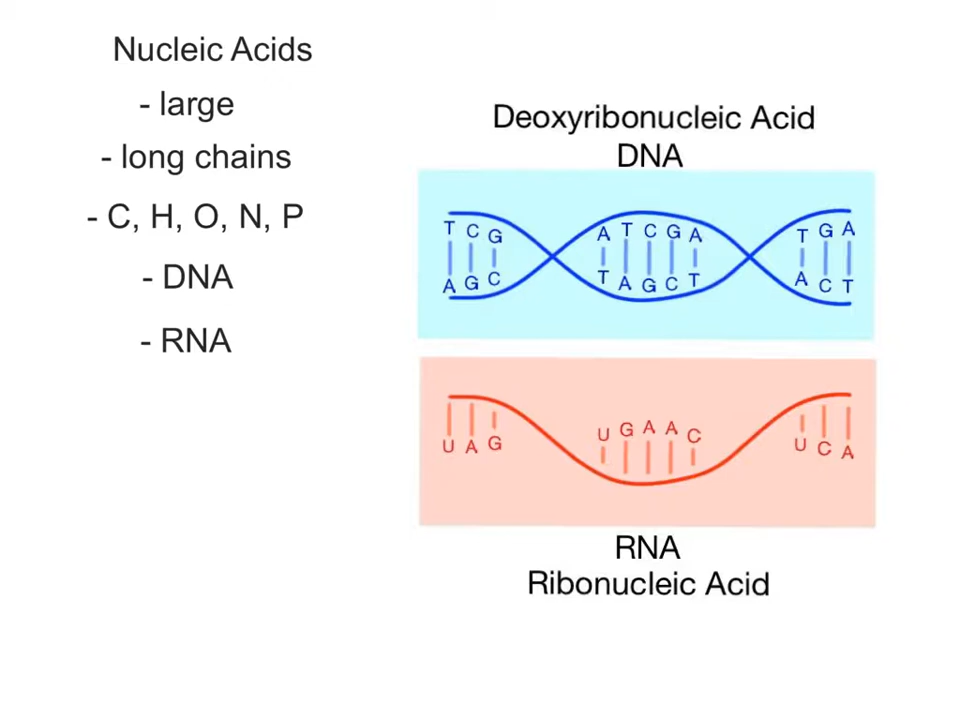 Nucleic Acids
- large
- long chains
- C, H, O, N, P
- DNA
- RNA
Deoxyribonucleic Acid
DNA
T C G A T C G A T G A
A G C T A G C T A C T
U A G U G A A C U C A
RNA
Ribonucleic Acid